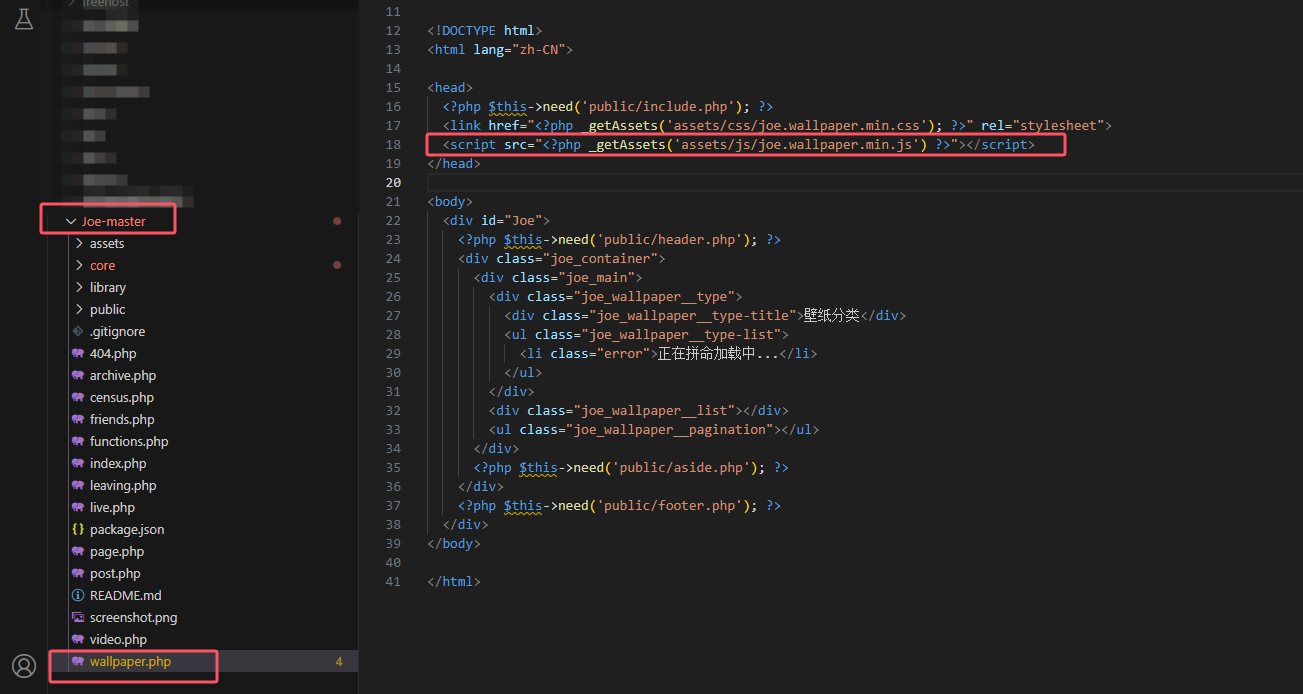 freehost
Joe-master
assets
core
library
public
.gitignore
404.php
archive.php
census.php
friends.php
functions.php
index.php
leaving.php
live.php
package.json
page.php
post.php
README.md
screenshot.png
video.php
wallpaper.php 4
11
12 <!DOCTYPE html>
13 <html lang="zh-CN">
14
15 <head>
16 <?php $this->need('public/include.php'); ?>
17 <link href="<?php _getAssets('assets/css/joe.wallpaper.min.css'); ?>" rel="stylesheet">
18 <script src="<?php _getAssets('assets/js/joe.wallpaper.min.js') ?>"></script>
19 </head>
20
21 <body>
22 <div id="Joe">
23 <?php $this->need('public/header.php'); ?>
24 <div class="joe_container">
25 <div class="joe_main">
26 <div class="joe_wallpaper__type">
27 <div class="joe_wallpaper__type-title">壁纸分类</div>
28 <ul class="joe_wallpaper__type-list">
29 <li class="error">正在拼命加载中...</li>
30 </ul>
31 </div>
32 <div class="joe_wallpaper__list"></div>
33 <ul class="joe_wallpaper__pagination"></ul>
34 </div>
35 <?php $this->need('public/aside.php'); ?>
36 </div>
37 <?php $this->need('public/footer.php'); ?>
38 </div>
39 </body>
40
41 </html>